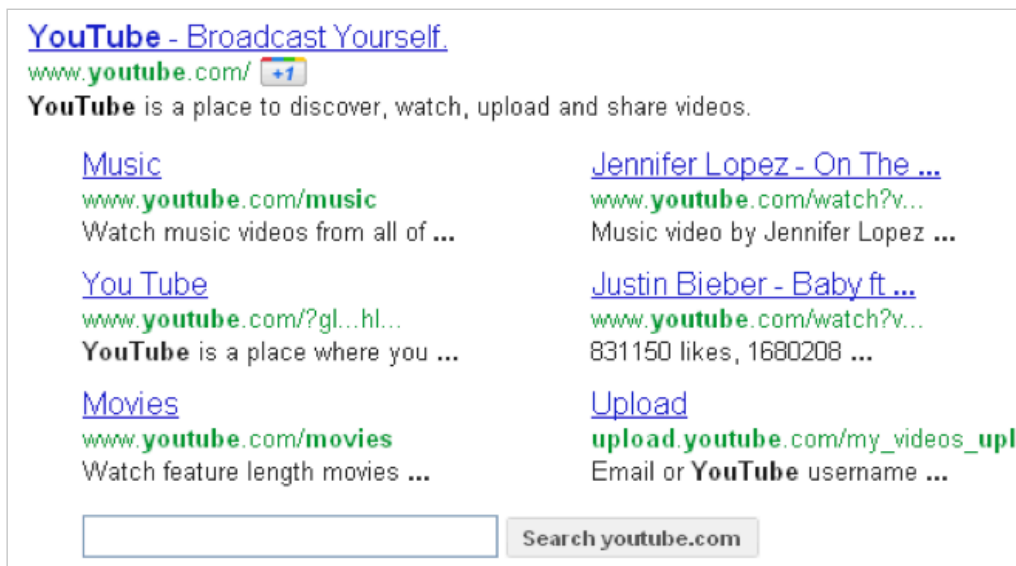 YouTube - Broadcast Yourself.
www.youtube.com/ +1
YouTube is a place to discover, watch, upload and share videos.
Music
www.youtube.com/music
Watch music videos from all of ...
Jennifer Lopez - On The ...
www.youtube.com/watch?v...
Music video by Jennifer Lopez ...
You Tube
www.youtube.com/?gl...hl...
YouTube is a place where you ...
Justin Bieber - Baby ft ...
www.youtube.com/watch?v...
831150 likes, 1680208 ...
Movies
www.youtube.com/movies
Watch feature length movies ...
Upload
upload.youtube.com/my_videos_upl
Email or YouTube username ...
Search youtube.com